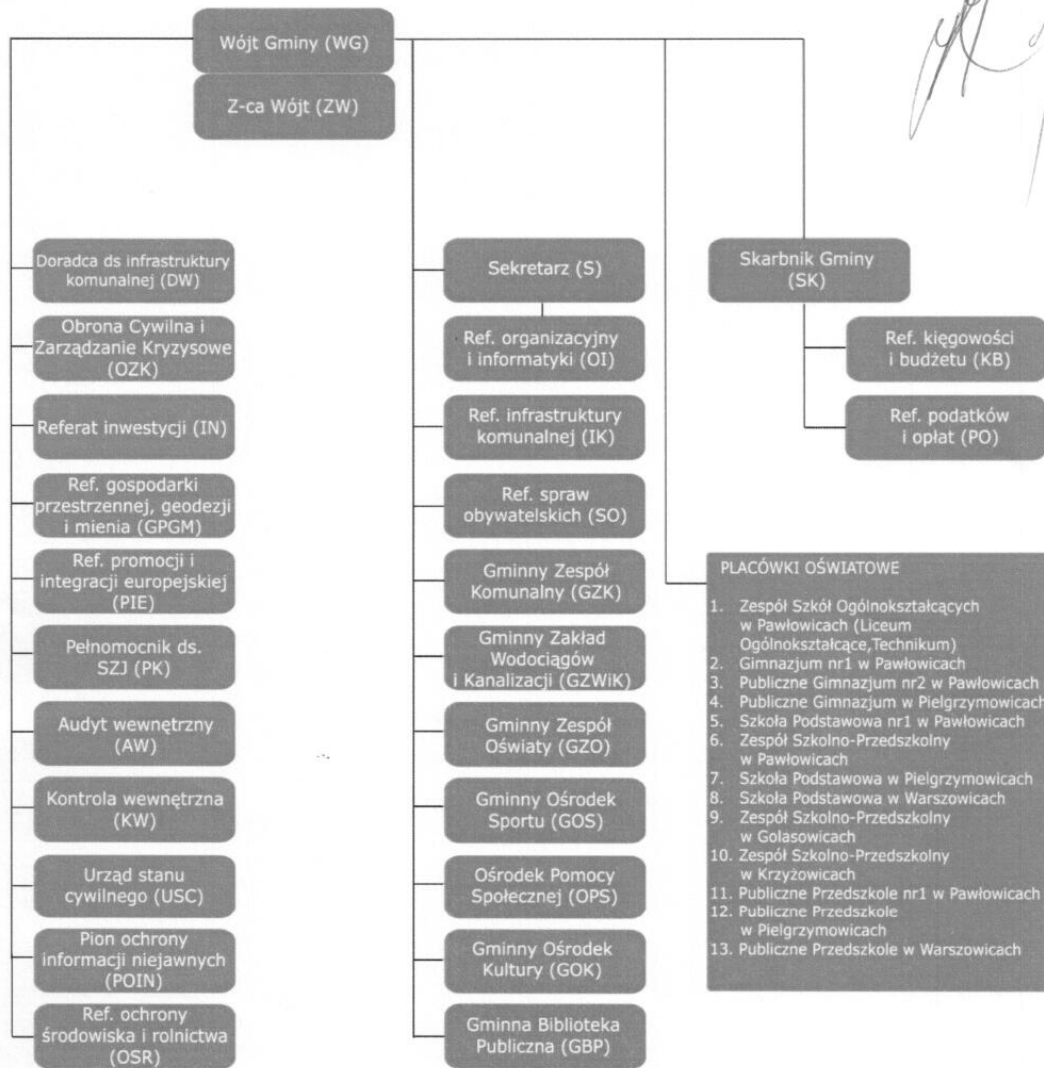 Wójt Gminy (WG)
Z-ca Wójt (ZW)
Doradca ds infrastruktury
komunalnej (DW)
Obrona Cywilna i
Zarządzanie Kryzysowe
(OZK)
Referat inwestycji (IN)
Ref. gospodarki
przestrzennej, geodezji
i mienia (GPGM)
Ref. promocji i
integracji europejskiej
(PIE)
Pełnomocnik ds.
SZJ (PK)
Audyt wewnętrzny
(AW)
Kontrola wewnętrzna
(KW)
Urząd stanu
cywilnego (USC)
Pion ochrony
informacji niejawnych
(POIN)
Ref. ochrony
środowiska i rolnictwa
(OSR)
Sekretarz (S)
Ref. organizacyjny
i informatyki (OI)
Ref. infrastruktury
komunalnej (IK)
Ref. spraw
obywatelskich (SO)
Gminny Zespół
Komunalny (GZK)
Gminny Zakład
Wodociągów
i Kanalizacji (GZWiK)
Gminny Zespół
Oświaty (GZO)
Gminny Ośrodek
Sportu (GOS)
Ośrodek Pomocy
Społecznej (OPS)
Gminny Ośrodek
Kultury (GOK)
Gminna Biblioteka
Publiczna (GBP)
Skarbnik Gminy
(SK)
Ref. kięgowości
i budżetu (KB)
Ref. podatków
i opłat (PO)
PLACÓWKI OŚWIATOWE
1. Zespół Szkół Ogólnokształcących
w Pawłowicach (Liceum
Ogólnokształcące,Technikum)
2. Gimnazjum nr1 w Pawłowicach
3. Publiczne Gimnazjum nr2 w Pawłowicach
4. Publiczne Gimnazjum w Pielgrzymowicach
5. Szkoła Podstawowa nr1 w Pawłowicach
6. Zespół Szkolno-Przedszkolny
w Pawłowicach
7. Szkoła Podstawowa w Pielgrzymowicach
8. Szkoła Podstawowa w Warszowicach
9. Zespół Szkolno-Przedszkolny
w Golasowicach
10. Zespół Szkolno-Przedszkolny
w Krzyżowicach
11. Publiczne Przedszkole nr1 w Pawłowicach
12. Publiczne Przedszkole
w Pielgrzymowicach
13. Publiczne Przedszkole w Warszowicach